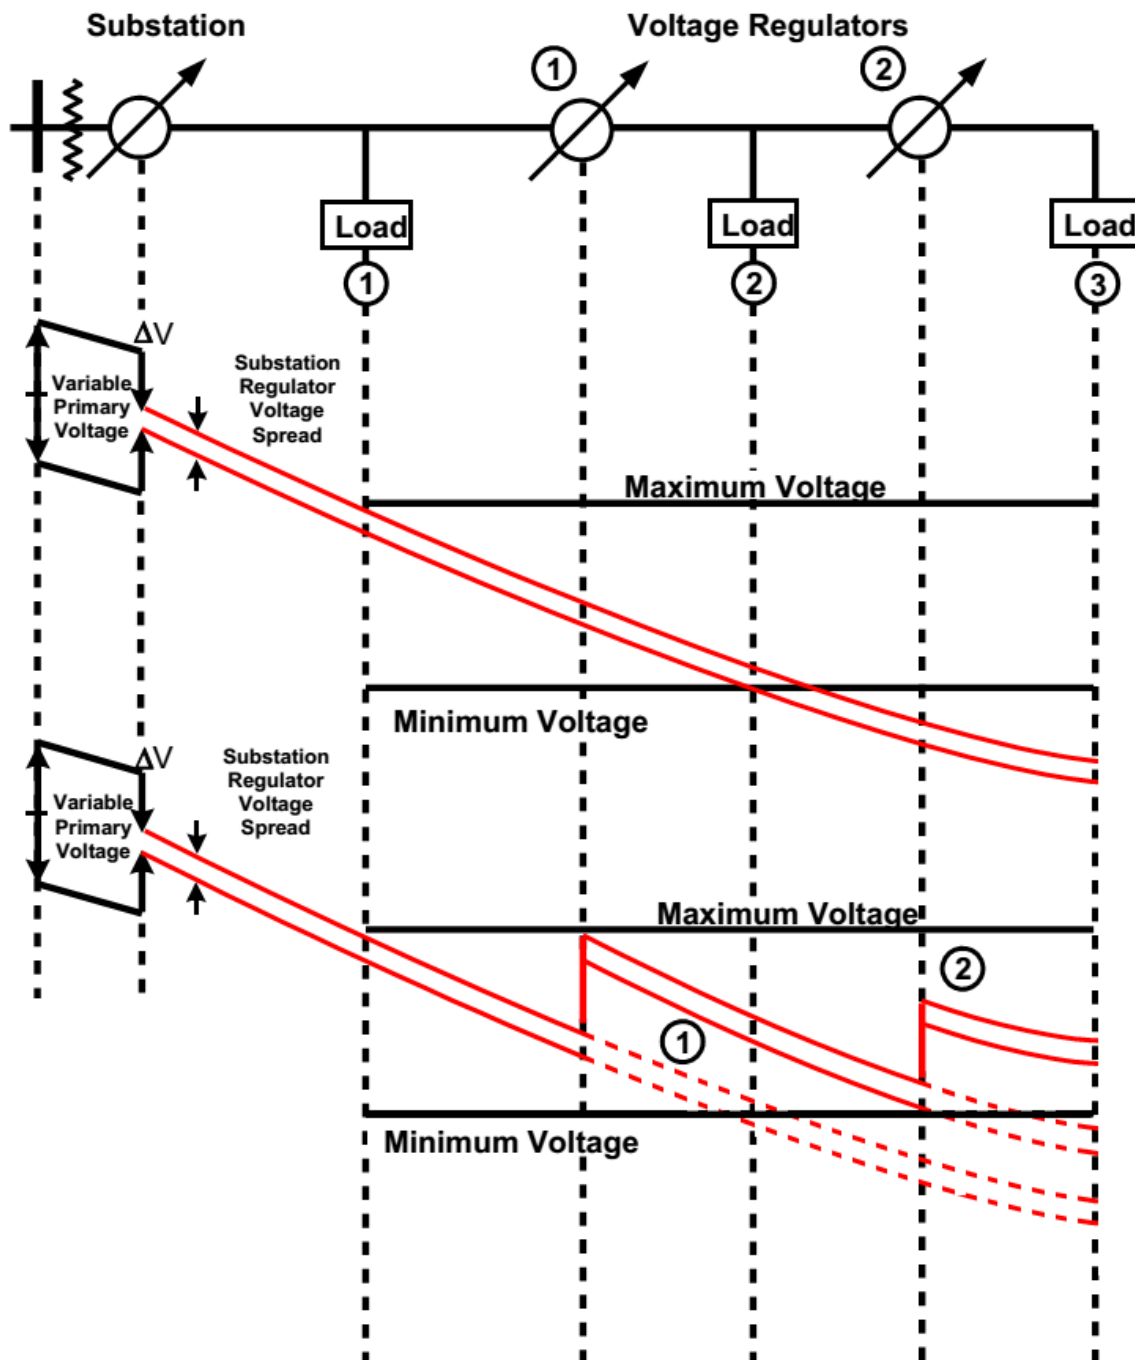 Substation
Voltage Regulators
1
2
Load
Load
Load
1
2
3
ΔV
Variable
Primary
Voltage
Substation
Regulator
Voltage
Spread
Maximum Voltage
Minimum Voltage
ΔV
Variable
Primary
Voltage
Substation
Regulator
Voltage
Spread
Maximum Voltage
2
1
Minimum Voltage